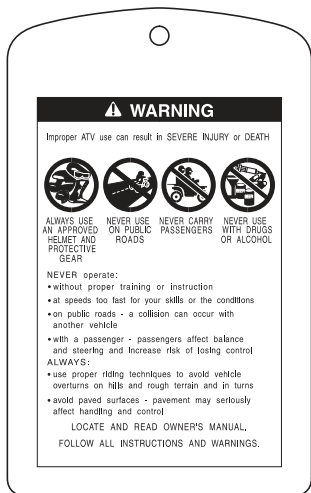 WARNING
Improper ATV use can result in SEVERE INJURY or DEATH
ALWAYS USE
AN APPROVED
HELMET AND
PROTECTIVE
GEAR
NEVER USE
ON PUBLIC
ROADS
NEVER CARRY
PASSENGERS
NEVER USE
WITH DRUGS
OR ALCOHOL
NEVER operate:
• without proper training or instruction
• at speeds too fast for your skills or the conditions
• on public roads - a collision can occur with
another vehicle
• with a passenger - passengers affect balance
and steering and increase risk of losing control
ALWAYS:
• use proper riding techniques to avoid vehicle
overturns on hills and rough terrain and in turns
• avoid paved surfaces - pavement may seriously
affect handling and control
LOCATE AND READ OWNER'S MANUAL.
FOLLOW ALL INSTRUCTIONS AND WARNINGS.